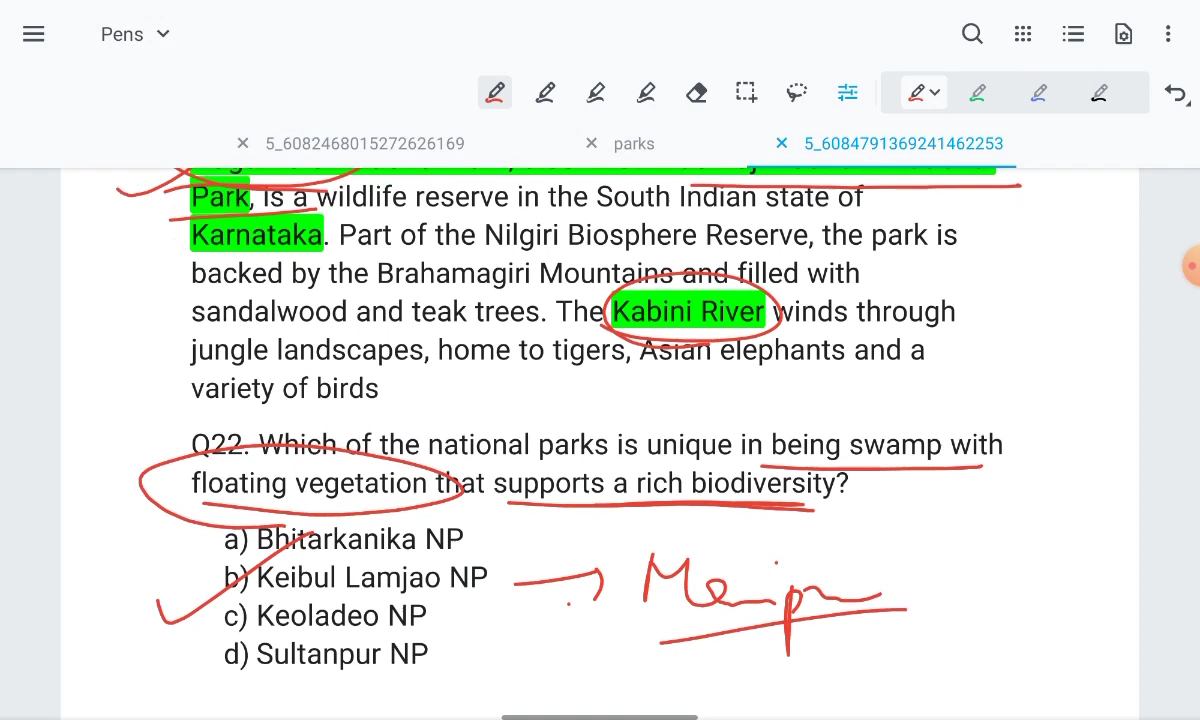 Pens
5_6082468015272626169
parks
5_6084791369241462253
Park, is a wildlife reserve in the South Indian state of
Karnataka. Part of the Nilgiri Biosphere Reserve, the park is
backed by the Brahamagiri Mountains and filled with
sandalwood and teak trees. The Kabini River winds through
jungle landscapes, home to tigers, Asian elephants and a
variety of birds
Q22. Which of the national parks is unique in being swamp with
floating vegetation that supports a rich biodiversity?
a) Bhitarkanika NP
b) Keibul Lamjao NP
c) Keoladeo NP
d) Sultanpur NP